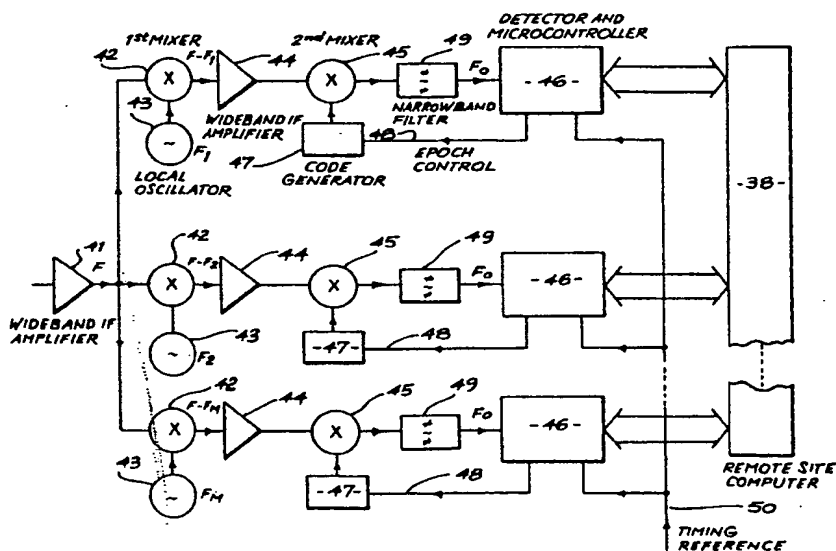 DETECTOR AND
MICROCONTROLLER
1st MIXER
2nd MIXER
42
F-F1
44
45
49
F0
-46-
-38-
43
F1
LOCAL
OSCILLATOR
WIDEBAND IF
AMPLIFIER
47
CODE
GENERATOR
NARROWBAND
FILTER
48
EPOCH
CONTROL
41
F
WIDEBAND IF
AMPLIFIER
42
F-F2
44
45
49
F0
-46-
43
F2
-47-
48
42
F-FM
44
45
49
F0
-46-
43
FM
-47-
48
REMOTE SITE
COMPUTER
50
TIMING
REFERENCE